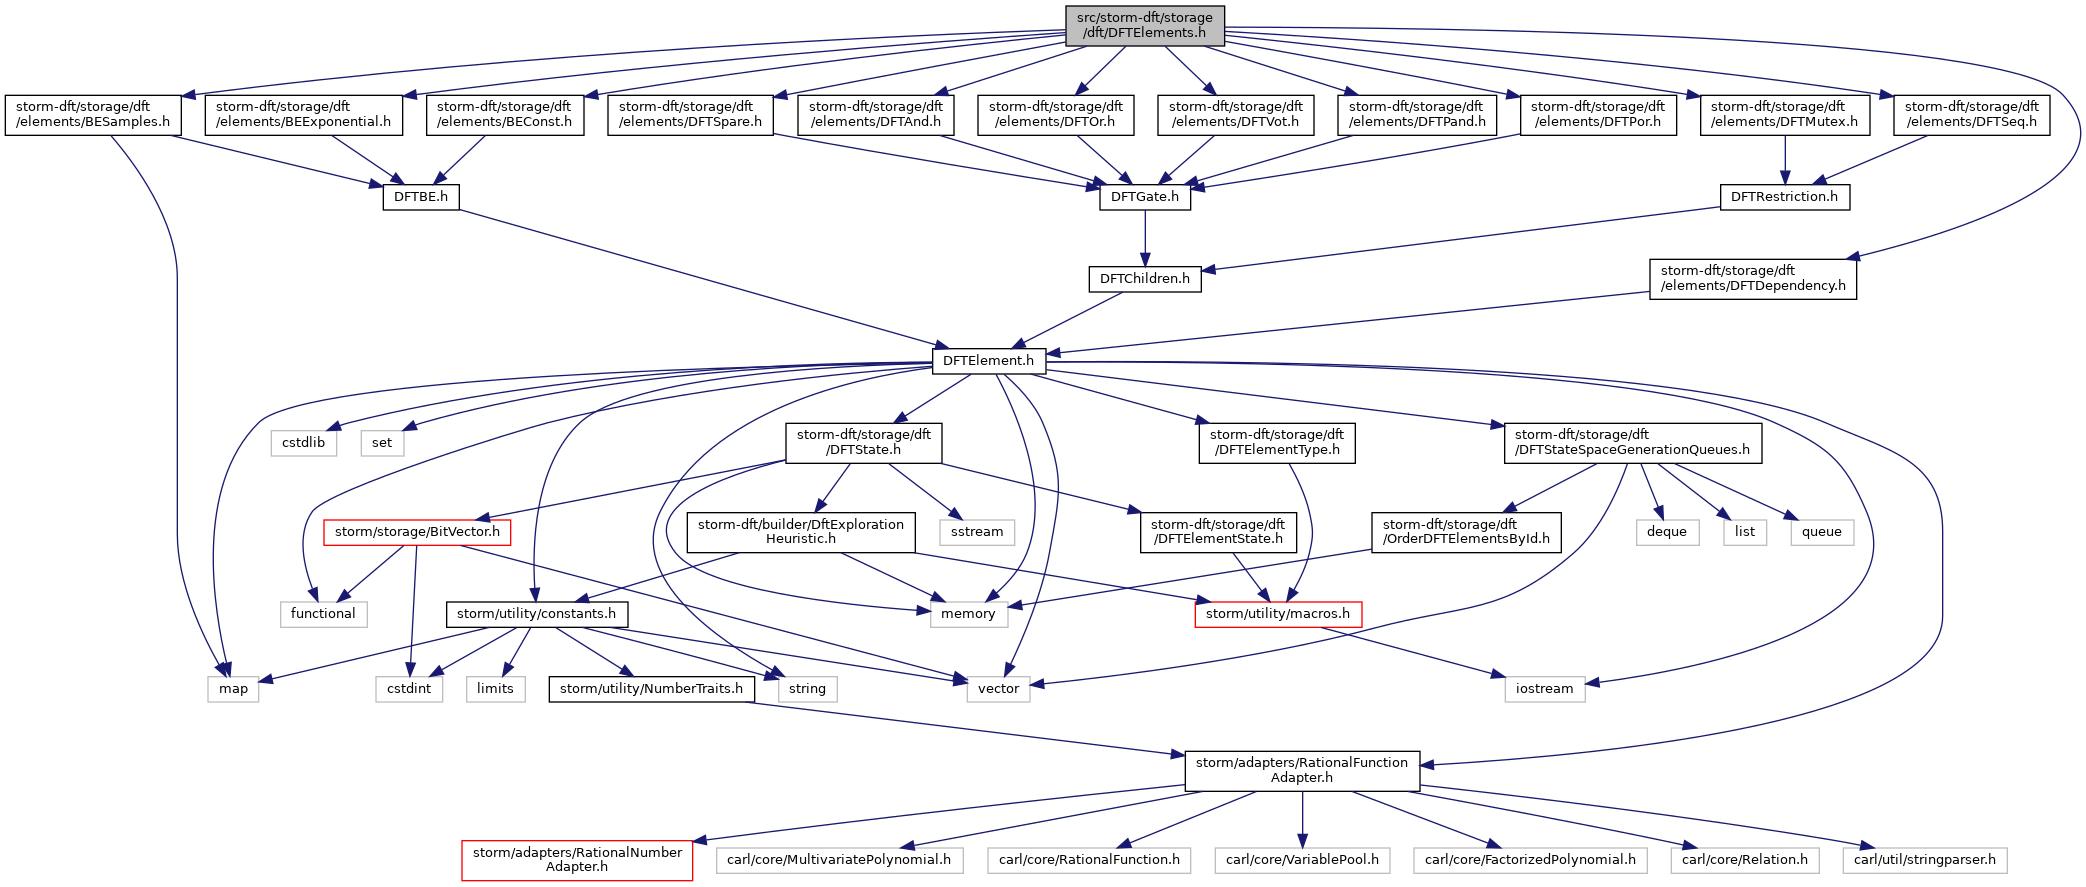 src/storm-dft/storage
/dft/DFTElements.h
storm-dft/storage/dft
/elements/BESamples.h
storm-dft/storage/dft
/elements/BEExponential.h
storm-dft/storage/dft
/elements/BEConst.h
storm-dft/storage/dft
/elements/DFTSpare.h
storm-dft/storage/dft
/elements/DFTAnd.h
storm-dft/storage/dft
/elements/DFTOr.h
storm-dft/storage/dft
/elements/DFTVot.h
storm-dft/storage/dft
/elements/DFTPand.h
storm-dft/storage/dft
/elements/DFTPor.h
storm-dft/storage/dft
/elements/DFTMutex.h
storm-dft/storage/dft
/elements/DFTSeq.h
DFTBE.h
DFTGate.h
DFTRestriction.h
DFTChildren.h
storm-dft/storage/dft
/elements/DFTDependency.h
DFTElement.h
cstdlib
set
storm-dft/storage/dft
/DFTState.h
storm-dft/storage/dft
/DFTElementType.h
storm-dft/storage/dft
/DFTStateSpaceGenerationQueues.h
storm/storage/BitVector.h
storm-dft/builder/DftExploration
Heuristic.h
sstream
storm-dft/storage/dft
/DFTElementState.h
storm-dft/storage/dft
/OrderDFTElementsById.h
deque
list
queue
functional
storm/utility/constants.h
memory
storm/utility/macros.h
map
cstdint
limits
storm/utility/NumberTraits.h
string
vector
iostream
storm/adapters/RationalFunction
Adapter.h
storm/adapters/RationalNumber
Adapter.h
carl/core/MultivariatePolynomial.h
carl/core/RationalFunction.h
carl/core/VariablePool.h
carl/core/FactorizedPolynomial.h
carl/core/Relation.h
carl/util/stringparser.h